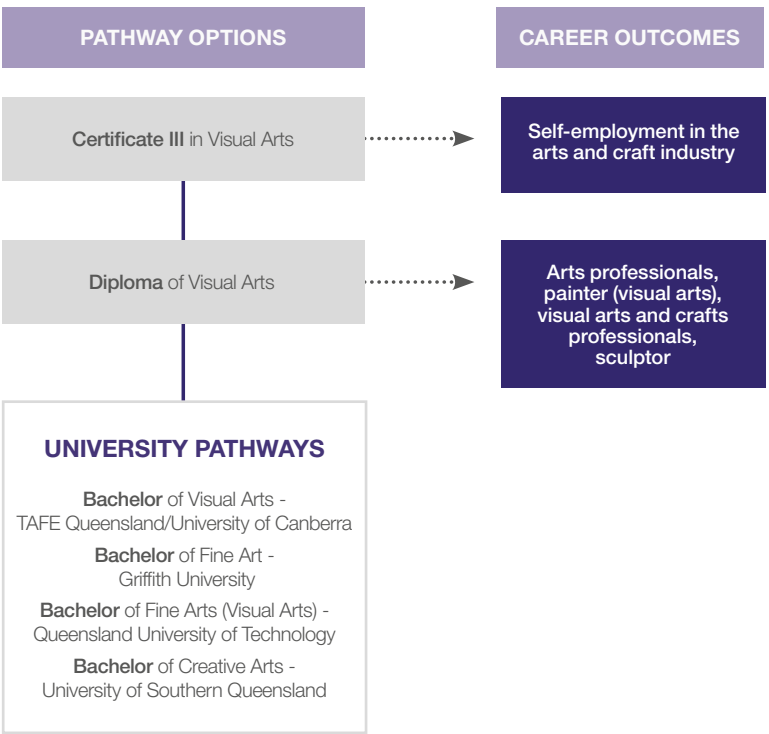 PATHWAY OPTIONS
CAREER OUTCOMES
Certificate III in Visual Arts
Self-employment in the
arts and craft industry
Diploma of Visual Arts
Arts professionals,
painter (visual arts),
visual arts and crafts
professionals,
sculptor
UNIVERSITY PATHWAYS
Bachelor of Visual Arts -
TAFE Queensland/University of Canberra
Bachelor of Fine Art -
Griffith University
Bachelor of Fine Arts (Visual Arts) -
Queensland University of Technology
Bachelor of Creative Arts -
University of Southern Queensland